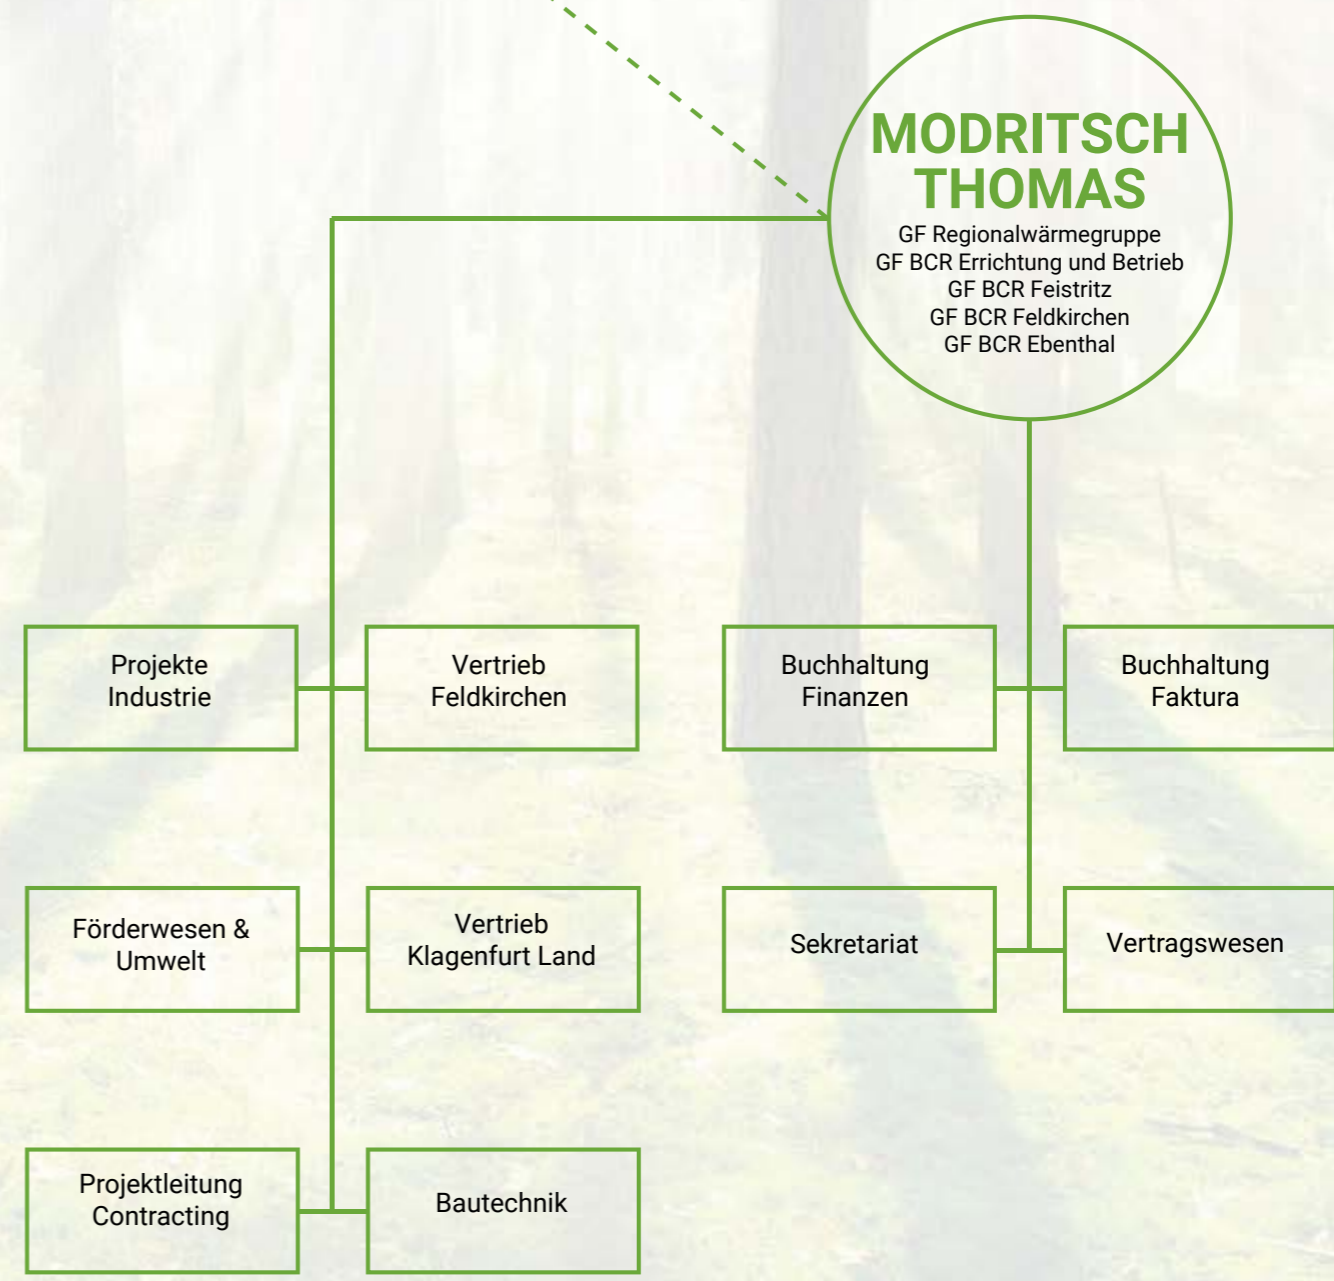 MODRITSCH
THOMAS
GF Regionalwärmegruppe
GF BCR Errichtung und Betrieb
GF BCR Feistritz
GF BCR Feldkirchen
GF BCR Ebenthal
Projekte
Industrie
Vertrieb
Feldkirchen
Buchhaltung
Finanzen
Buchhaltung
Faktura
Förderwesen &
Umwelt
Vertrieb
Klagenfurt Land
Sekretariat
Vertragswesen
Projektleitung
Contracting
Bautechnik